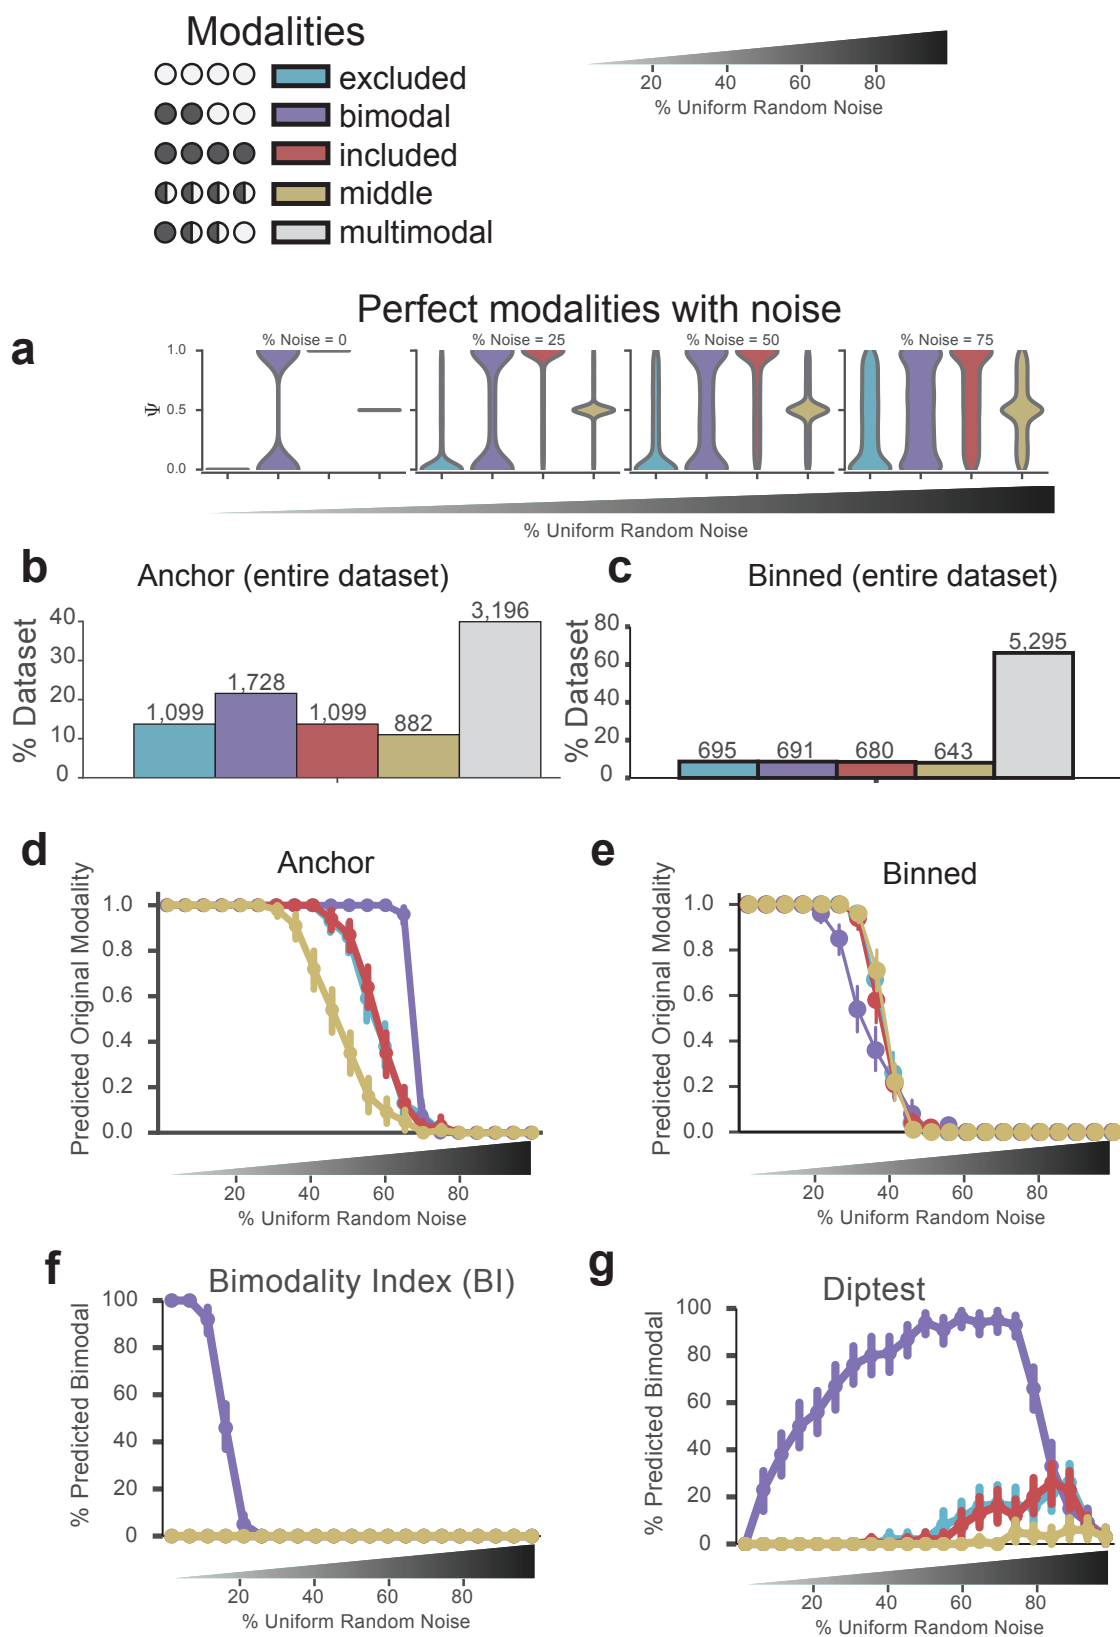 Modalities
excluded
bimodal
included
middle
multimodal
20 40 60 80
% Uniform Random Noise
Perfect modalities with noise
a
% Noise = 0 % Noise = 25 % Noise = 50 % Noise = 75
1.0
Ψ 0.5
0.0
% Uniform Random Noise
b
Anchor (entire dataset)
% Dataset
40
30
20
10
0
1,099 1,728 1,099 882 3,196
c
Binned (entire dataset)
% Dataset
80
60
40
20
0
695 691 680 643 5,295
d
Anchor
Predicted Original Modality
1.0
0.8
0.6
0.4
0.2
0.0
20 40 60 80
% Uniform Random Noise
e
Binned
Predicted Original Modality
1.0
0.8
0.6
0.4
0.2
0.0
20 40 60 80
% Uniform Random Noise
f
Bimodality Index (BI)
% Predicted Bimodal
100
80
60
40
20
0
20 40 60 80
% Uniform Random Noise
g
Diptest
% Predicted Bimodal
100
80
60
40
20
0
20 40 60 80
% Uniform Random Noise